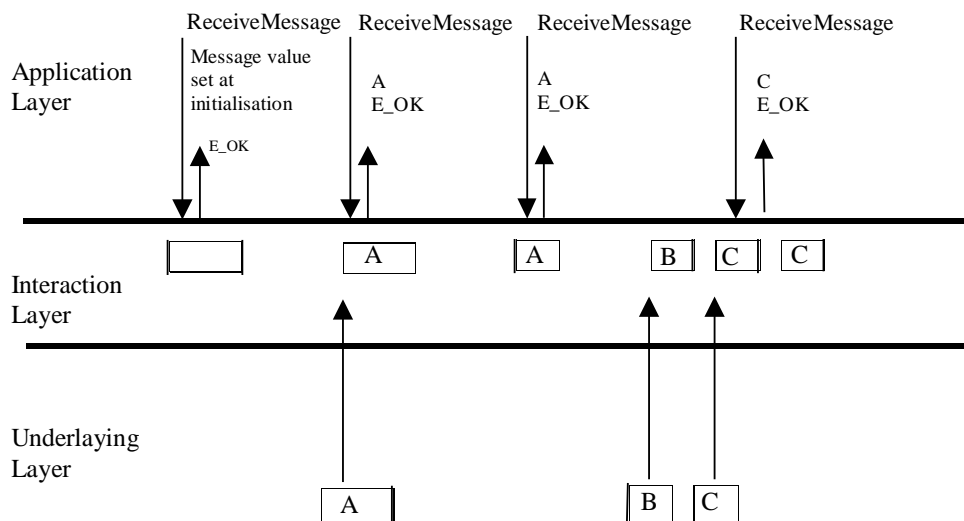 ReceiveMessage ReceiveMessage ReceiveMessage ReceiveMessage
Message value
set at
initialisation
E_OK
A
E_OK
A
E_OK
C
E_OK
Application
Layer
A A B C C
Interaction
Layer
Underlaying
Layer
A B C